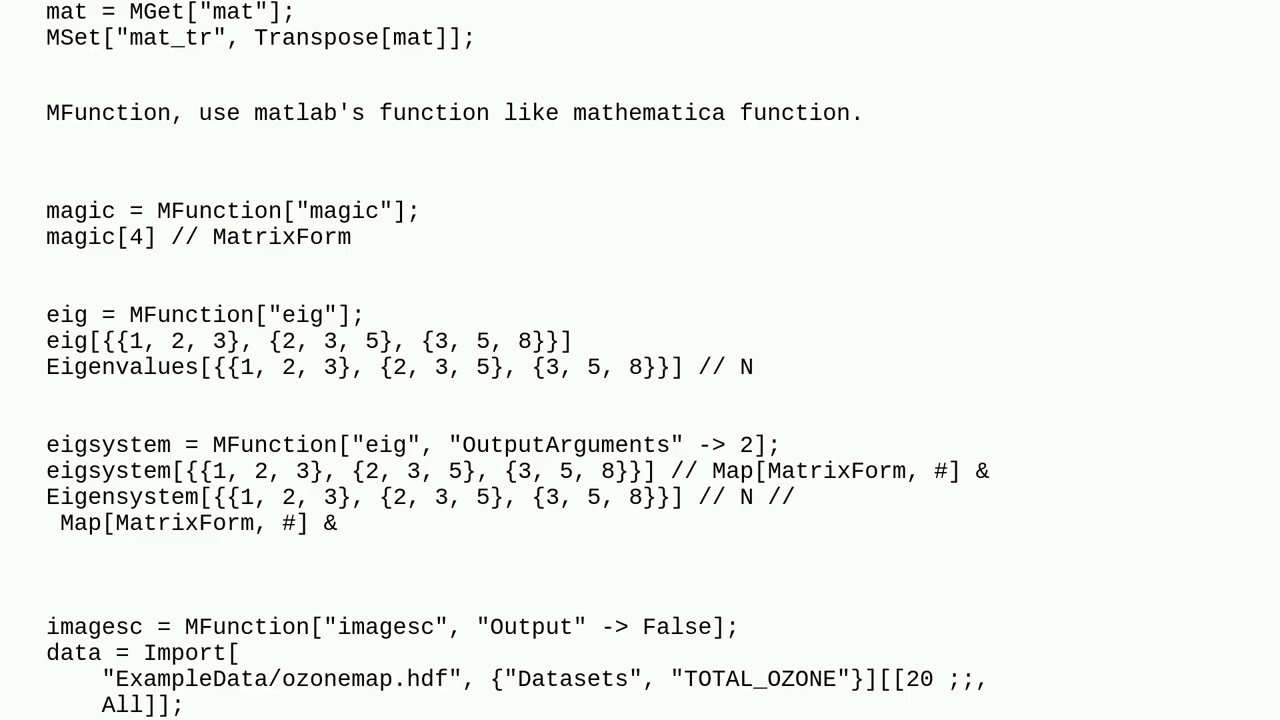 mat = MGet["mat"];
MSet["mat_tr", Transpose[mat]];
MFunction, use matlab's function like mathematica function.
magic = MFunction["magic"];
magic[4] // MatrixForm
eig = MFunction["eig"];
eig[{{1, 2, 3}, {2, 3, 5}, {3, 5, 8}}]
Eigenvalues[{{1, 2, 3}, {2, 3, 5}, {3, 5, 8}}] // N
eigsystem = MFunction["eig", "OutputArguments" -> 2];
eigsystem[{{1, 2, 3}, {2, 3, 5}, {3, 5, 8}}] // Map[MatrixForm, #] &
Eigensystem[{{1, 2, 3}, {2, 3, 5}, {3, 5, 8}}] // N //
 Map[MatrixForm, #] &
imagesc = MFunction["imagesc", "Output" -> False];
data = Import[
    "ExampleData/ozonemap.hdf", {"Datasets", "TOTAL_OZONE"}][[20 ;;,
    All]];